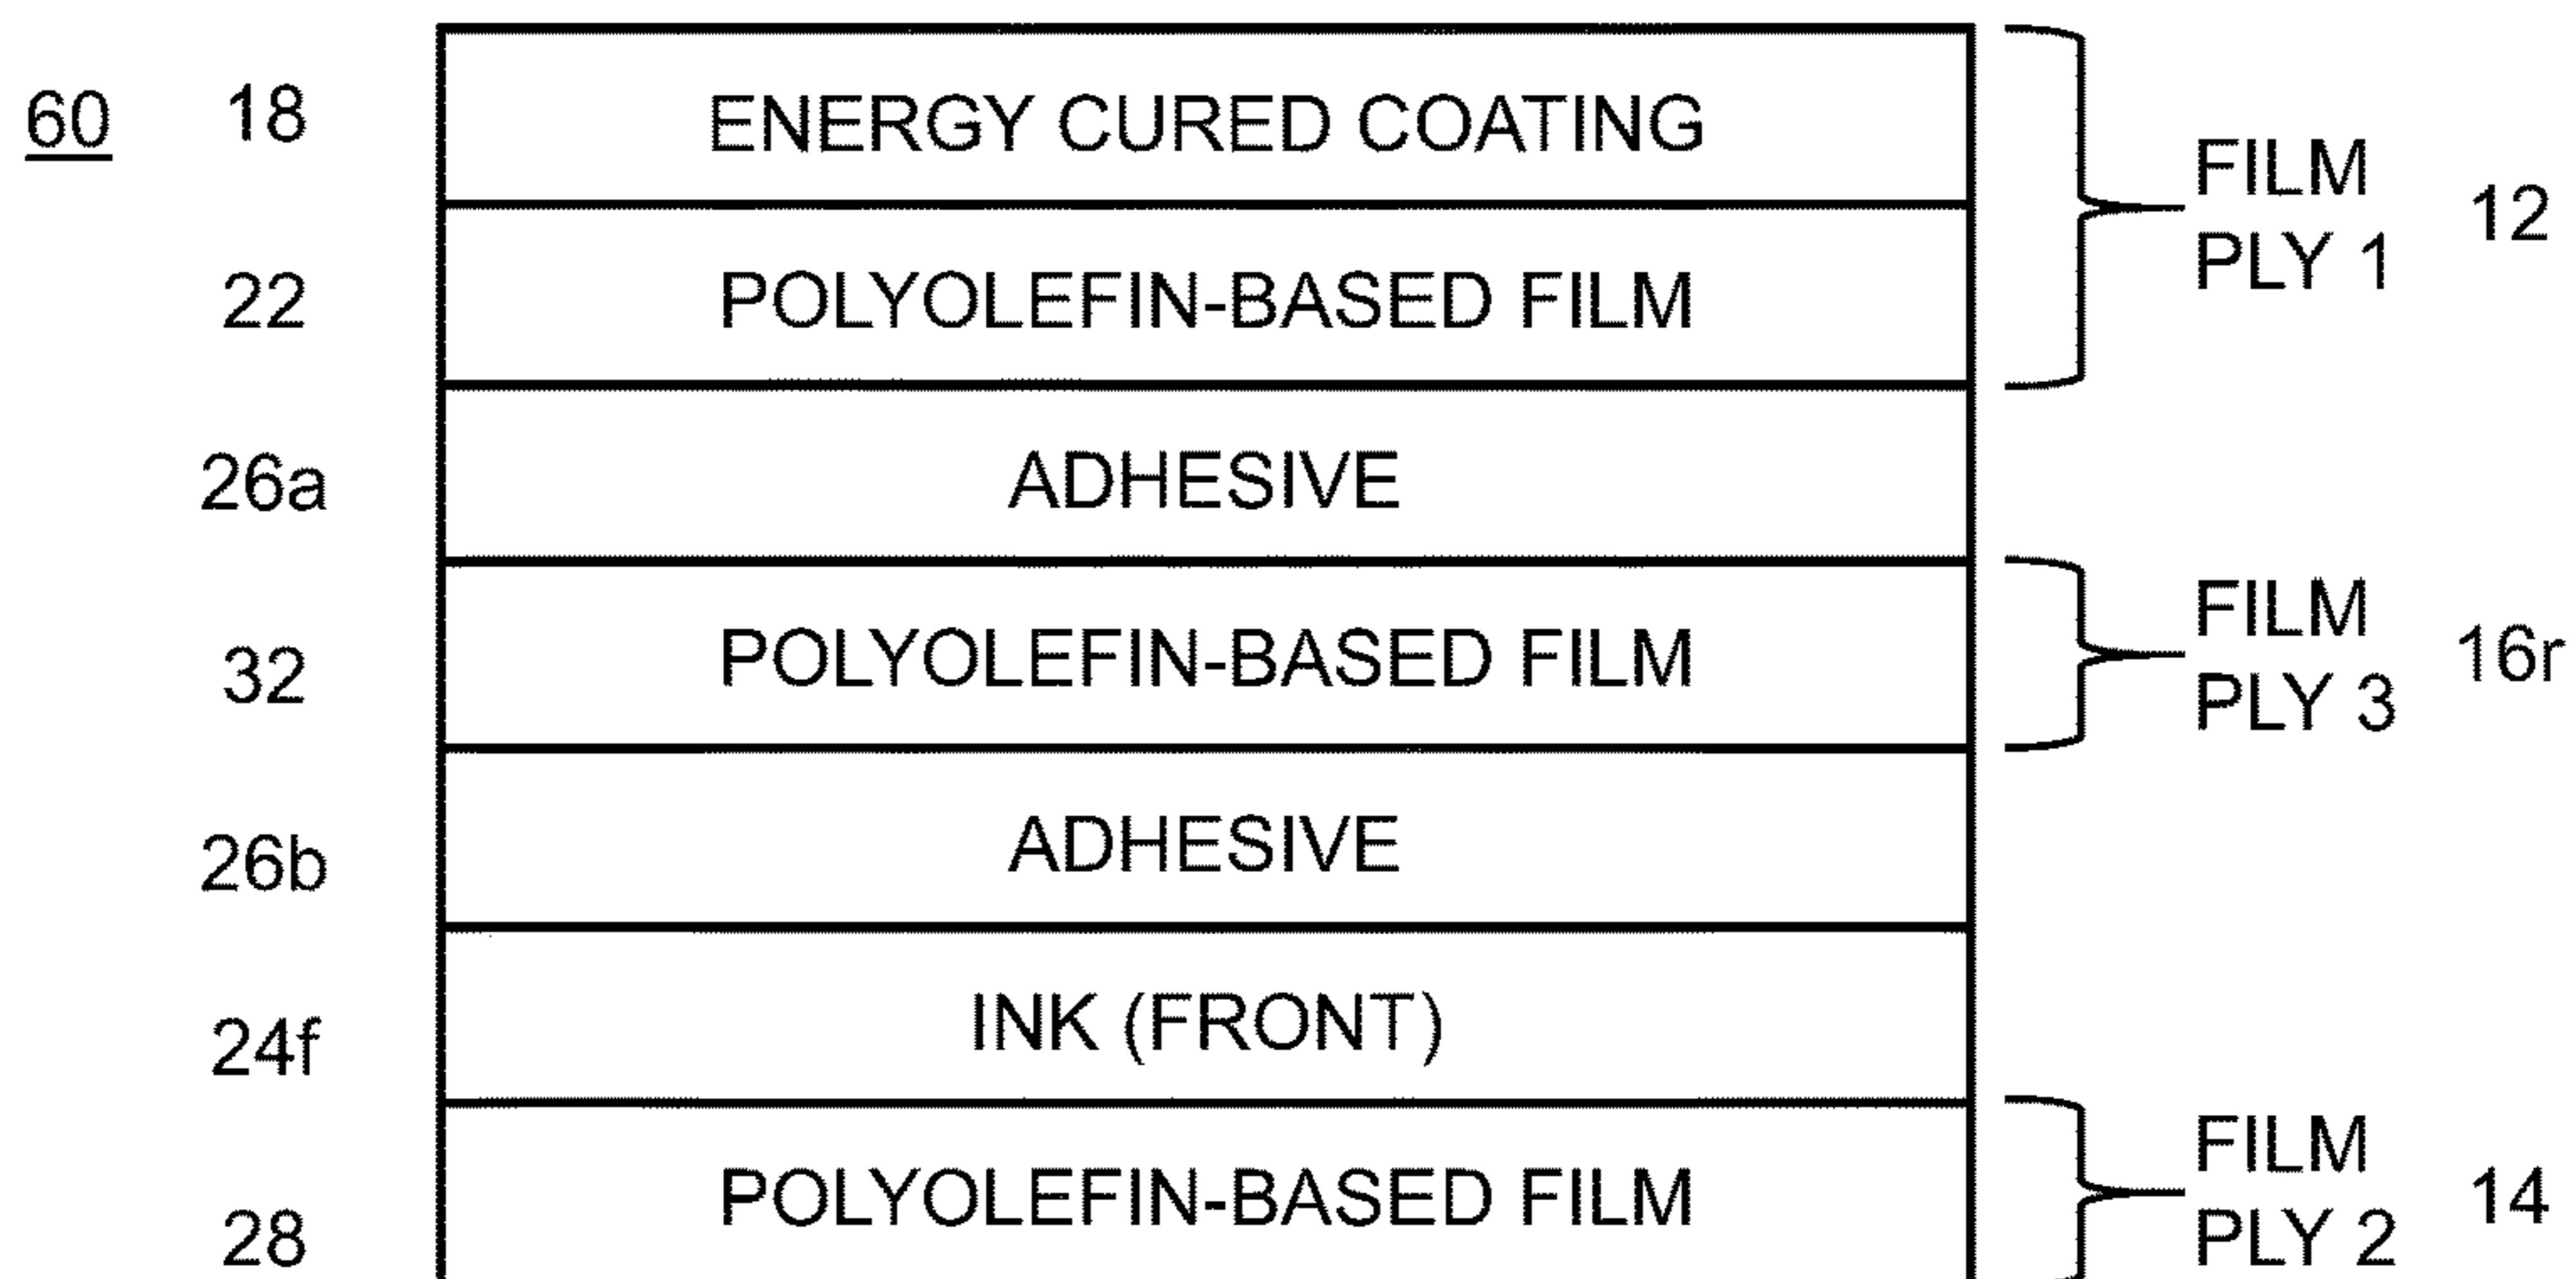 60 18 ENERGY CURED COATING
FILM
PLY 1 12
22 POLYOLEFIN-BASED FILM
26a ADHESIVE
32 POLYOLEFIN-BASED FILM
FILM
PLY 3 16r
26b ADHESIVE
24f INK (FRONT)
28 POLYOLEFIN-BASED FILM
FILM
PLY 2 14